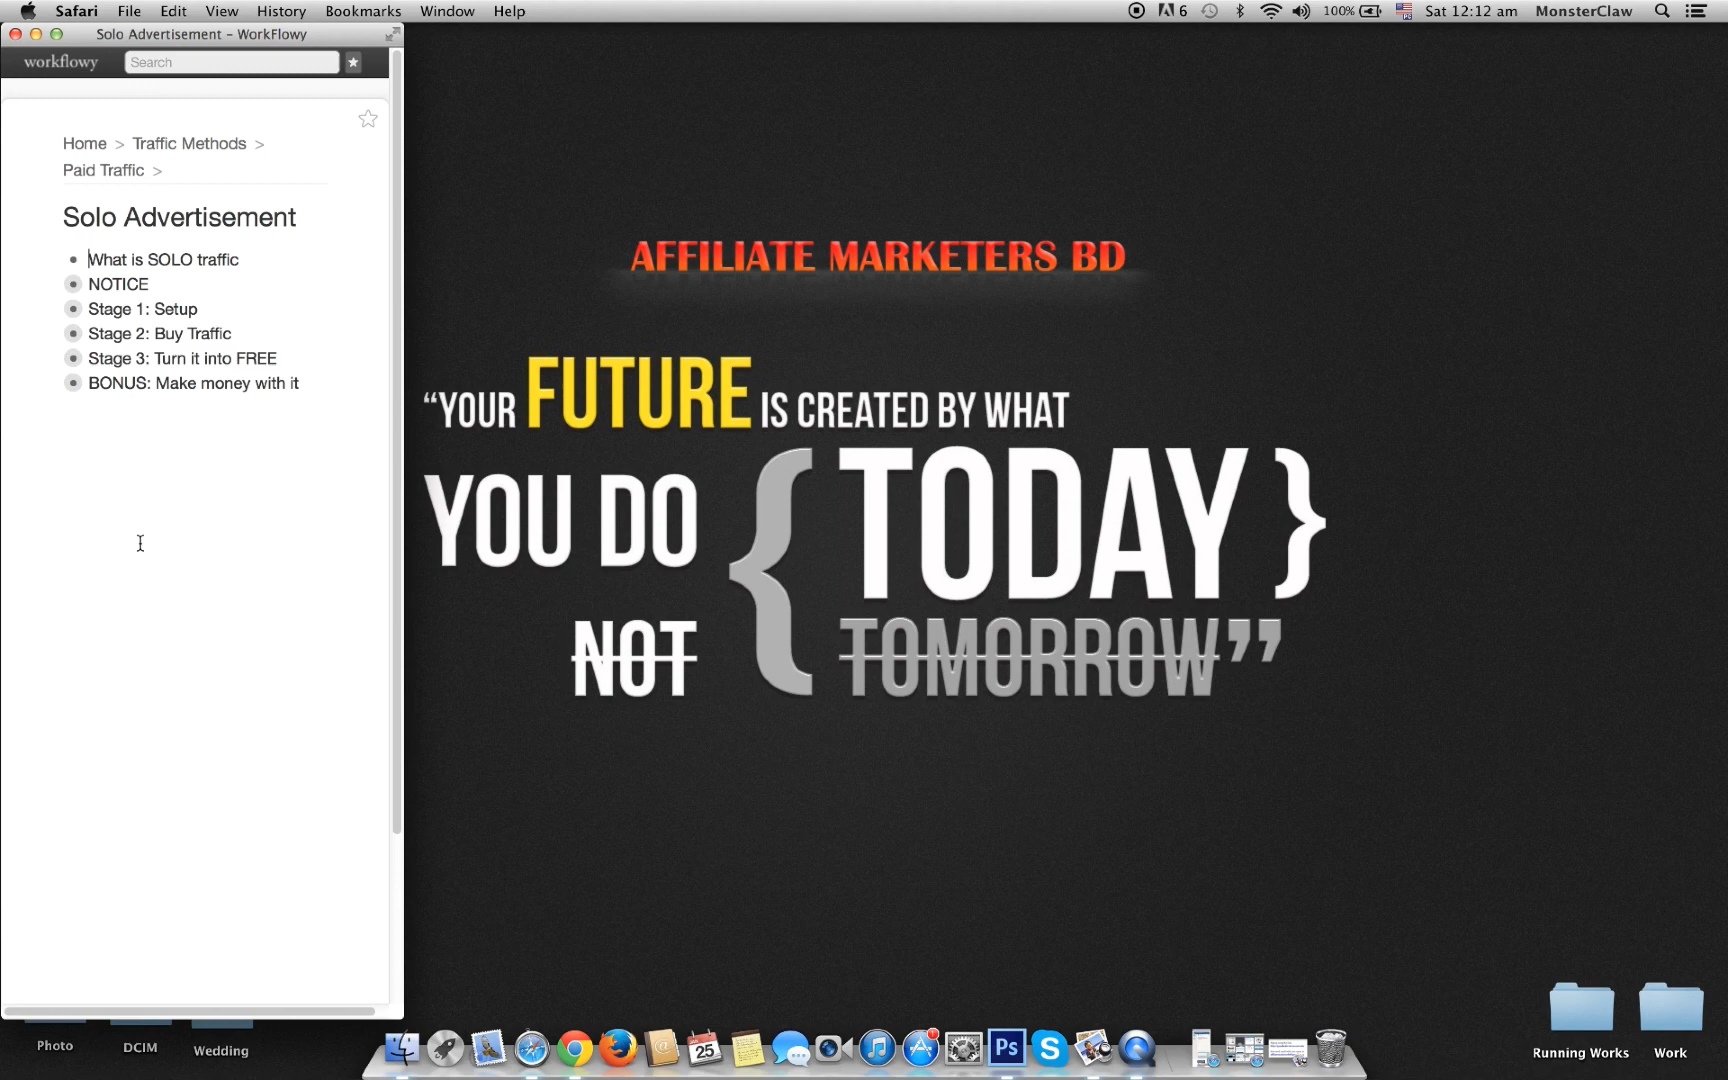 Safari File Edit View History Bookmarks Window Help 6 100% Sat 12:12 am MonsterClaw
Solo Advertisement – WorkFlowy
workflowy Search
Home > Traffic Methods >
Paid Traffic >
Solo Advertisement
What is SOLO traffic
NOTICE
Stage 1: Setup
Stage 2: Buy Traffic
Stage 3: Turn it into FREE
BONUS: Make money with it
AFFILIATE MARKETERS BD
“YOUR FUTURE IS CREATED BY WHAT
YOU DO { TODAY }
NOT TOMORROW”
Photo DCIM Wedding
25
Ps
Running Works Work